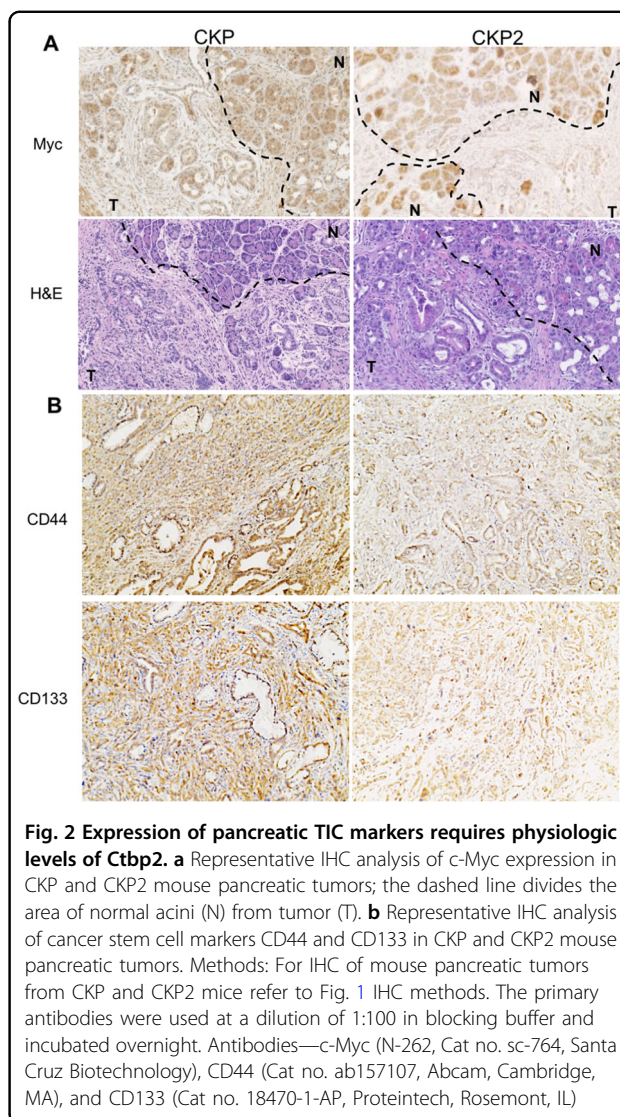 A
CKP
CKP2
Myc
N
T
N
N
T
H&E
N
T
N
T
B
CD44
CD133
Fig. 2 Expression of pancreatic TIC markers requires physiologic
levels of Ctbp2. a Representative IHC analysis of c-Myc expression in
CKP and CKP2 mouse pancreatic tumors; the dashed line divides the
area of normal acini (N) from tumor (T). b Representative IHC analysis
of cancer stem cell markers CD44 and CD133 in CKP and CKP2 mouse
pancreatic tumors. Methods: For IHC of mouse pancreatic tumors
from CKP and CKP2 mice refer to Fig. 1 IHC methods. The primary
antibodies were used at a dilution of 1:100 in blocking buffer and
incubated overnight. Antibodies—c-Myc (N-262, Cat no. sc-764, Santa
Cruz Biotechnology), CD44 (Cat no. ab157107, Abcam, Cambridge,
MA), and CD133 (Cat no. 18470-1-AP, Proteintech, Rosemont, IL)